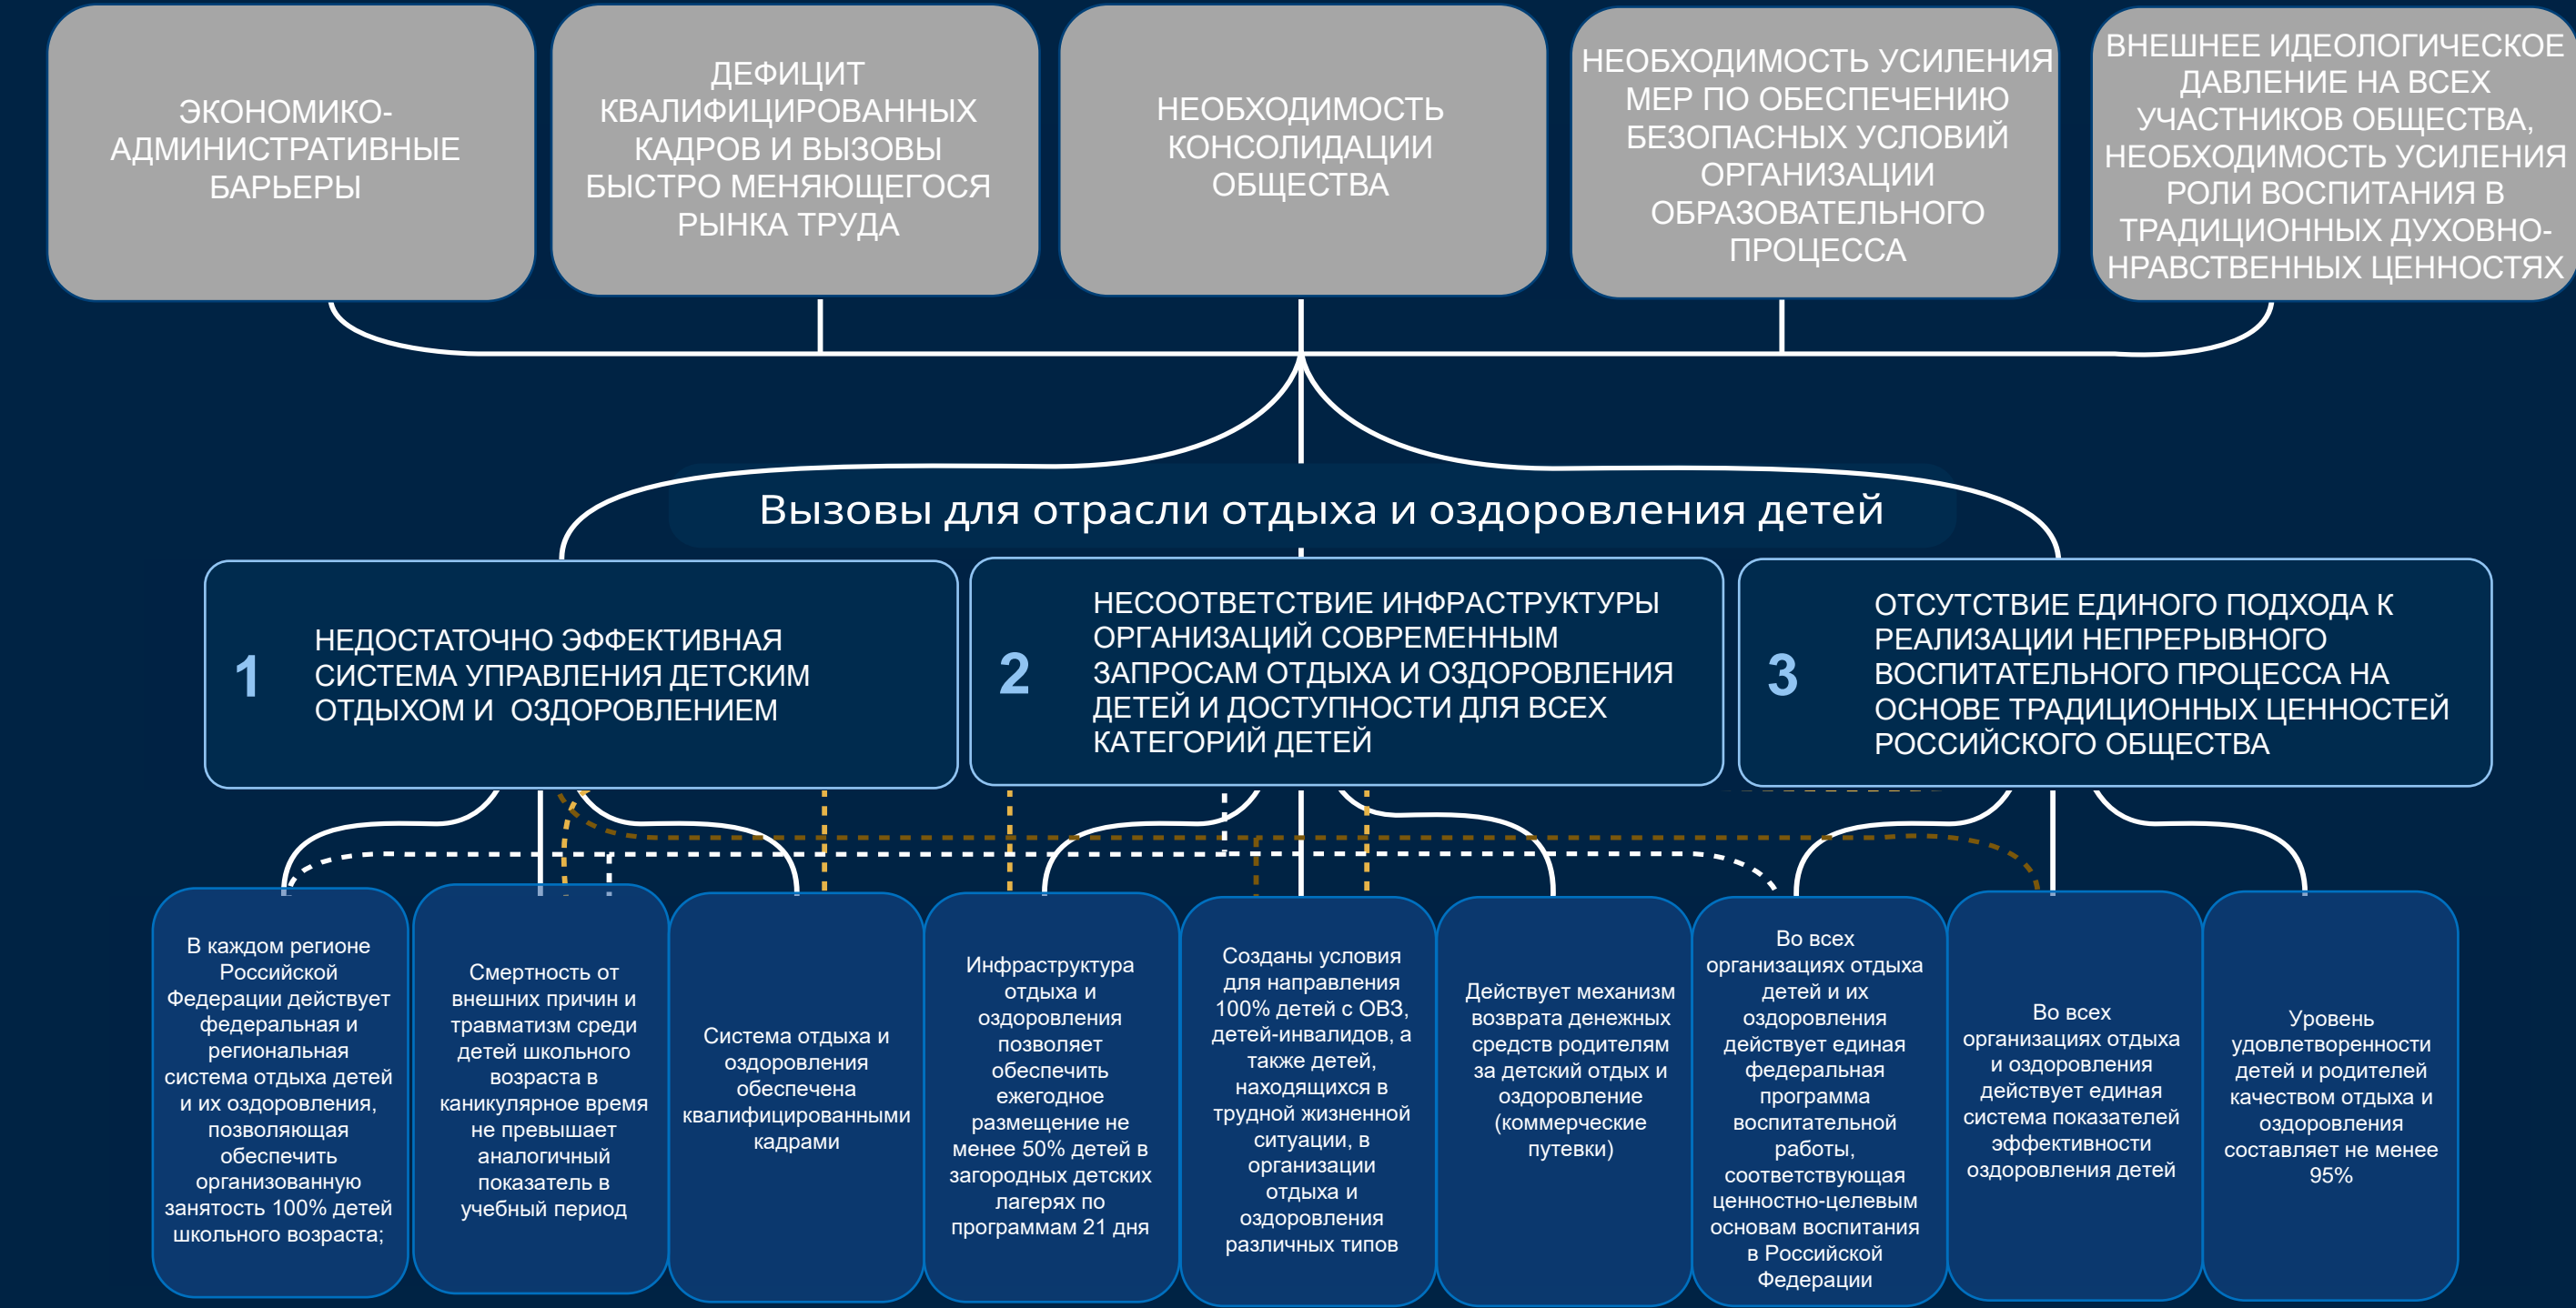 ЭКОНОМИКО-
АДМИНИСТРАТИВНЫЕ
БАРЬЕРЫ
ДЕФИЦИТ
КВАЛИФИЦИРОВАННЫХ
КАДРОВ И ВЫЗОВЫ
БЫСТРО МЕНЯЮЩЕГОСЯ
РЫНКА ТРУДА
НЕОБХОДИМОСТЬ
КОНСОЛИДАЦИИ
ОБЩЕСТВА
НЕОБХОДИМОСТЬ УСИЛЕНИЯ
МЕР ПО ОБЕСПЕЧЕНИЮ
БЕЗОПАСНЫХ УСЛОВИЙ
ОРГАНИЗАЦИИ
ОБРАЗОВАТЕЛЬНОГО
ПРОЦЕССА
ВНЕШНЕЕ ИДЕОЛОГИЧЕСКОЕ
ДАВЛЕНИЕ НА ВСЕХ
УЧАСТНИКОВ ОБЩЕСТВА,
НЕОБХОДИМОСТЬ УСИЛЕНИЯ
РОЛИ ВОСПИТАНИЯ В
ТРАДИЦИОННЫХ ДУХОВНО-
НРАВСТВЕННЫХ ЦЕННОСТЯХ
Вызовы для отрасли отдыха и оздоровления детей
1
НЕДОСТАТОЧНО ЭФФЕКТИВНАЯ
СИСТЕМА УПРАВЛЕНИЯ ДЕТСКИМ
ОТДЫХОМ И ОЗДОРОВЛЕНИЕМ
2
НЕСООТВЕТСТВИЕ ИНФРАСТРУКТУРЫ
ОРГАНИЗАЦИЙ СОВРЕМЕННЫМ
ЗАПРОСАМ ОТДЫХА И ОЗДОРОВЛЕНИЯ
ДЕТЕЙ И ДОСТУПНОСТИ ДЛЯ ВСЕХ
КАТЕГОРИЙ ДЕТЕЙ
3
ОТСУТСТВИЕ ЕДИНОГО ПОДХОДА К
РЕАЛИЗАЦИИ НЕПРЕРЫВНОГО
ВОСПИТАТЕЛЬНОГО ПРОЦЕССА НА
ОСНОВЕ ТРАДИЦИОННЫХ ЦЕННОСТЕЙ
РОССИЙСКОГО ОБЩЕСТВА
В каждом регионе
Российской
Федерации действует
федеральная и
региональная
система отдыха детей
и их оздоровления,
позволяющая
обеспечить
организованную
занятость 100% детей
школьного возраста;
Смертность от
внешних причин и
травматизм среди
детей школьного
возраста в
каникулярное время
не превышает
аналогичный
показатель в
учебный период
Система отдыха и
оздоровления
обеспечена
квалифицированными
кадрами
Инфраструктура
отдыха и
оздоровления
позволяет
обеспечить
ежегодное
размещение не
менее 50% детей в
загородных детских
лагерях по
программам 21 дня
Созданы условия
для направления
100% детей с ОВЗ,
детей-инвалидов, а
также детей,
находящихся в
трудной жизненной
ситуации, в
организации
отдыха и
оздоровления
различных типов
Действует механизм
возврата денежных
средств родителям
за детский отдых и
оздоровление
(коммерческие
путевки)
Во всех
организациях отдыха
детей и их
оздоровления
действует единая
федеральная
программа
воспитательной
работы,
соответствующая
ценностно-целевым
основам воспитания
в Российской
Федерации
Во всех
организациях отдыха
и оздоровления
действует единая
система показателей
эффективности
оздоровления детей
Уровень
удовлетворенности
детей и родителей
качеством отдыха и
оздоровления
составляет не менее
95%